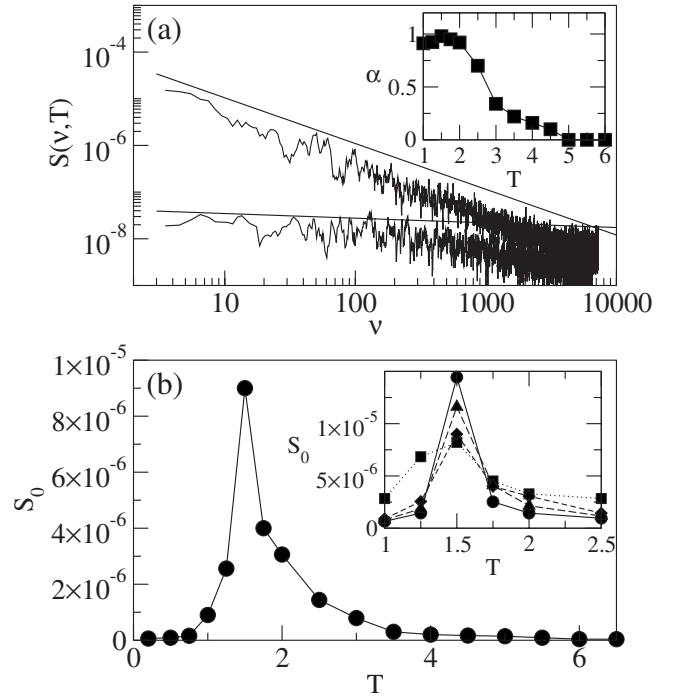 (a)
10⁻⁴
10⁻⁶
10⁻⁸
S(ν,T)
10 100 1000 10000
ν
1
0.5
0
α
1 2 3 4 5 6
T
(b)
1×10⁻⁵
8×10⁻⁶
6×10⁻⁶
4×10⁻⁶
2×10⁻⁶
0
S₀
0 2 4 6
T
1×10⁻⁵
5×10⁻⁶
0
S₀
1 1.5 2 2.5
T